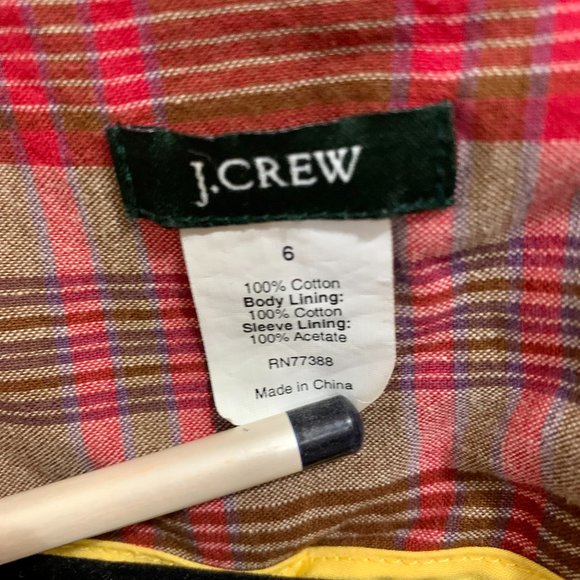 J.CREW
6
100% Cotton
Body Lining:
100% Cotton
Sleeve Lining:
100% Acetate
RN77388
Made in China